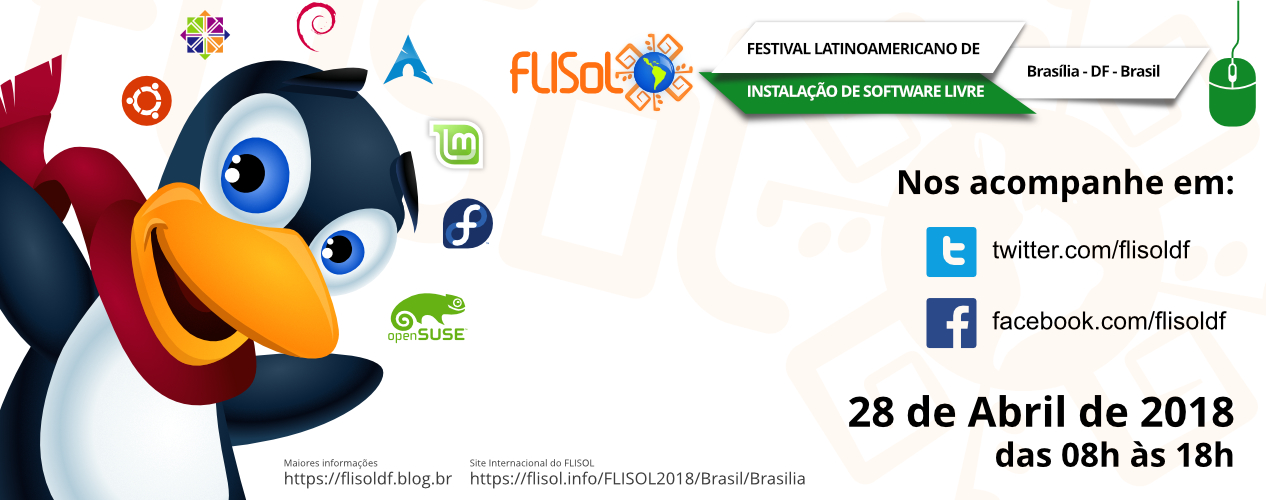 FLISoL
FESTIVAL LATINOAMERICANO DE
INSTALAÇÃO DE SOFTWARE LIVRE
Brasília - DF - Brasil
lm
openSUSE
Nos acompanhe em:
twitter.com/flisoldf
facebook.com/flisoldf
28 de Abril de 2018
das 08h às 18h
Maiores informações
https://flisoldf.blog.br
Site Internacional do FLISOL
https://flisol.info/FLISOL2018/Brasil/Brasilia